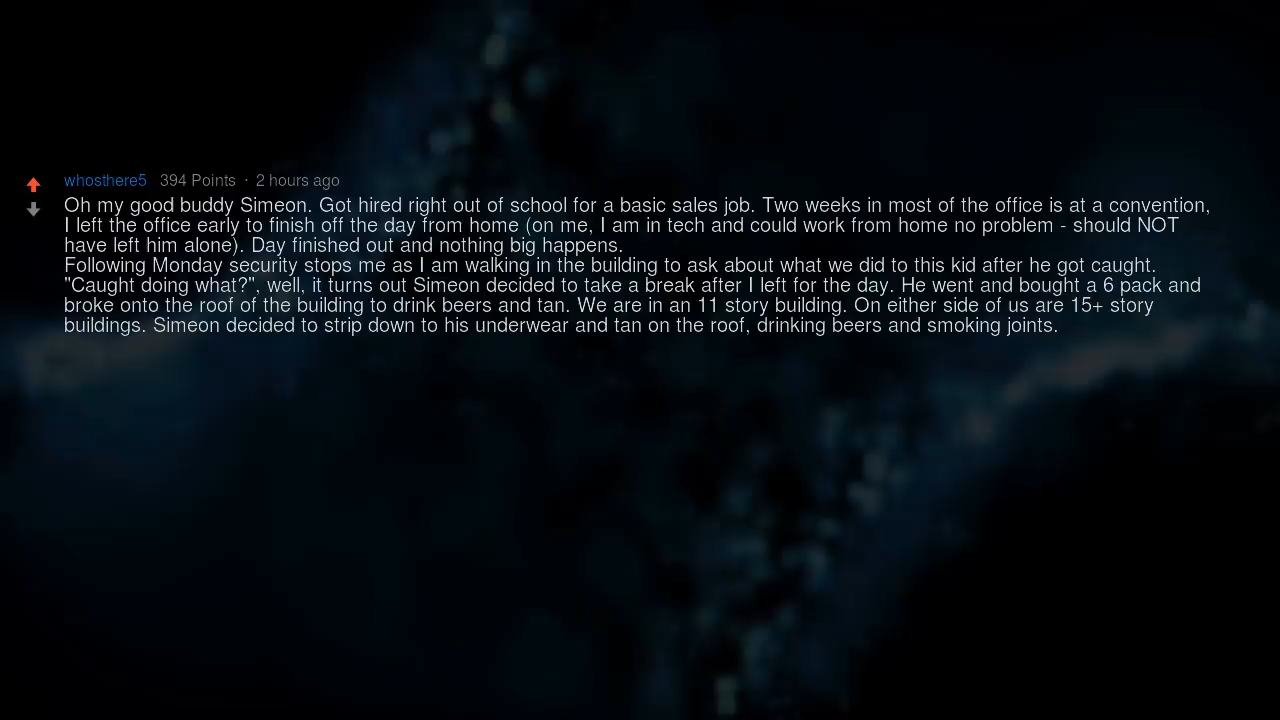 whosthere5 394 Points · 2 hours ago
Oh my good buddy Simeon. Got hired right out of school for a basic sales job. Two weeks in most of the office is at a convention,
I left the office early to finish off the day from home (on me, I am in tech and could work from home no problem - should NOT
have left him alone). Day finished out and nothing big happens.
Following Monday security stops me as I am walking in the building to ask about what we did to this kid after he got caught.
"Caught doing what?", well, it turns out Simeon decided to take a break after I left for the day. He went and bought a 6 pack and
broke onto the roof of the building to drink beers and tan. We are in an 11 story building. On either side of us are 15+ story
buildings. Simeon decided to strip down to his underwear and tan on the roof, drinking beers and smoking joints.